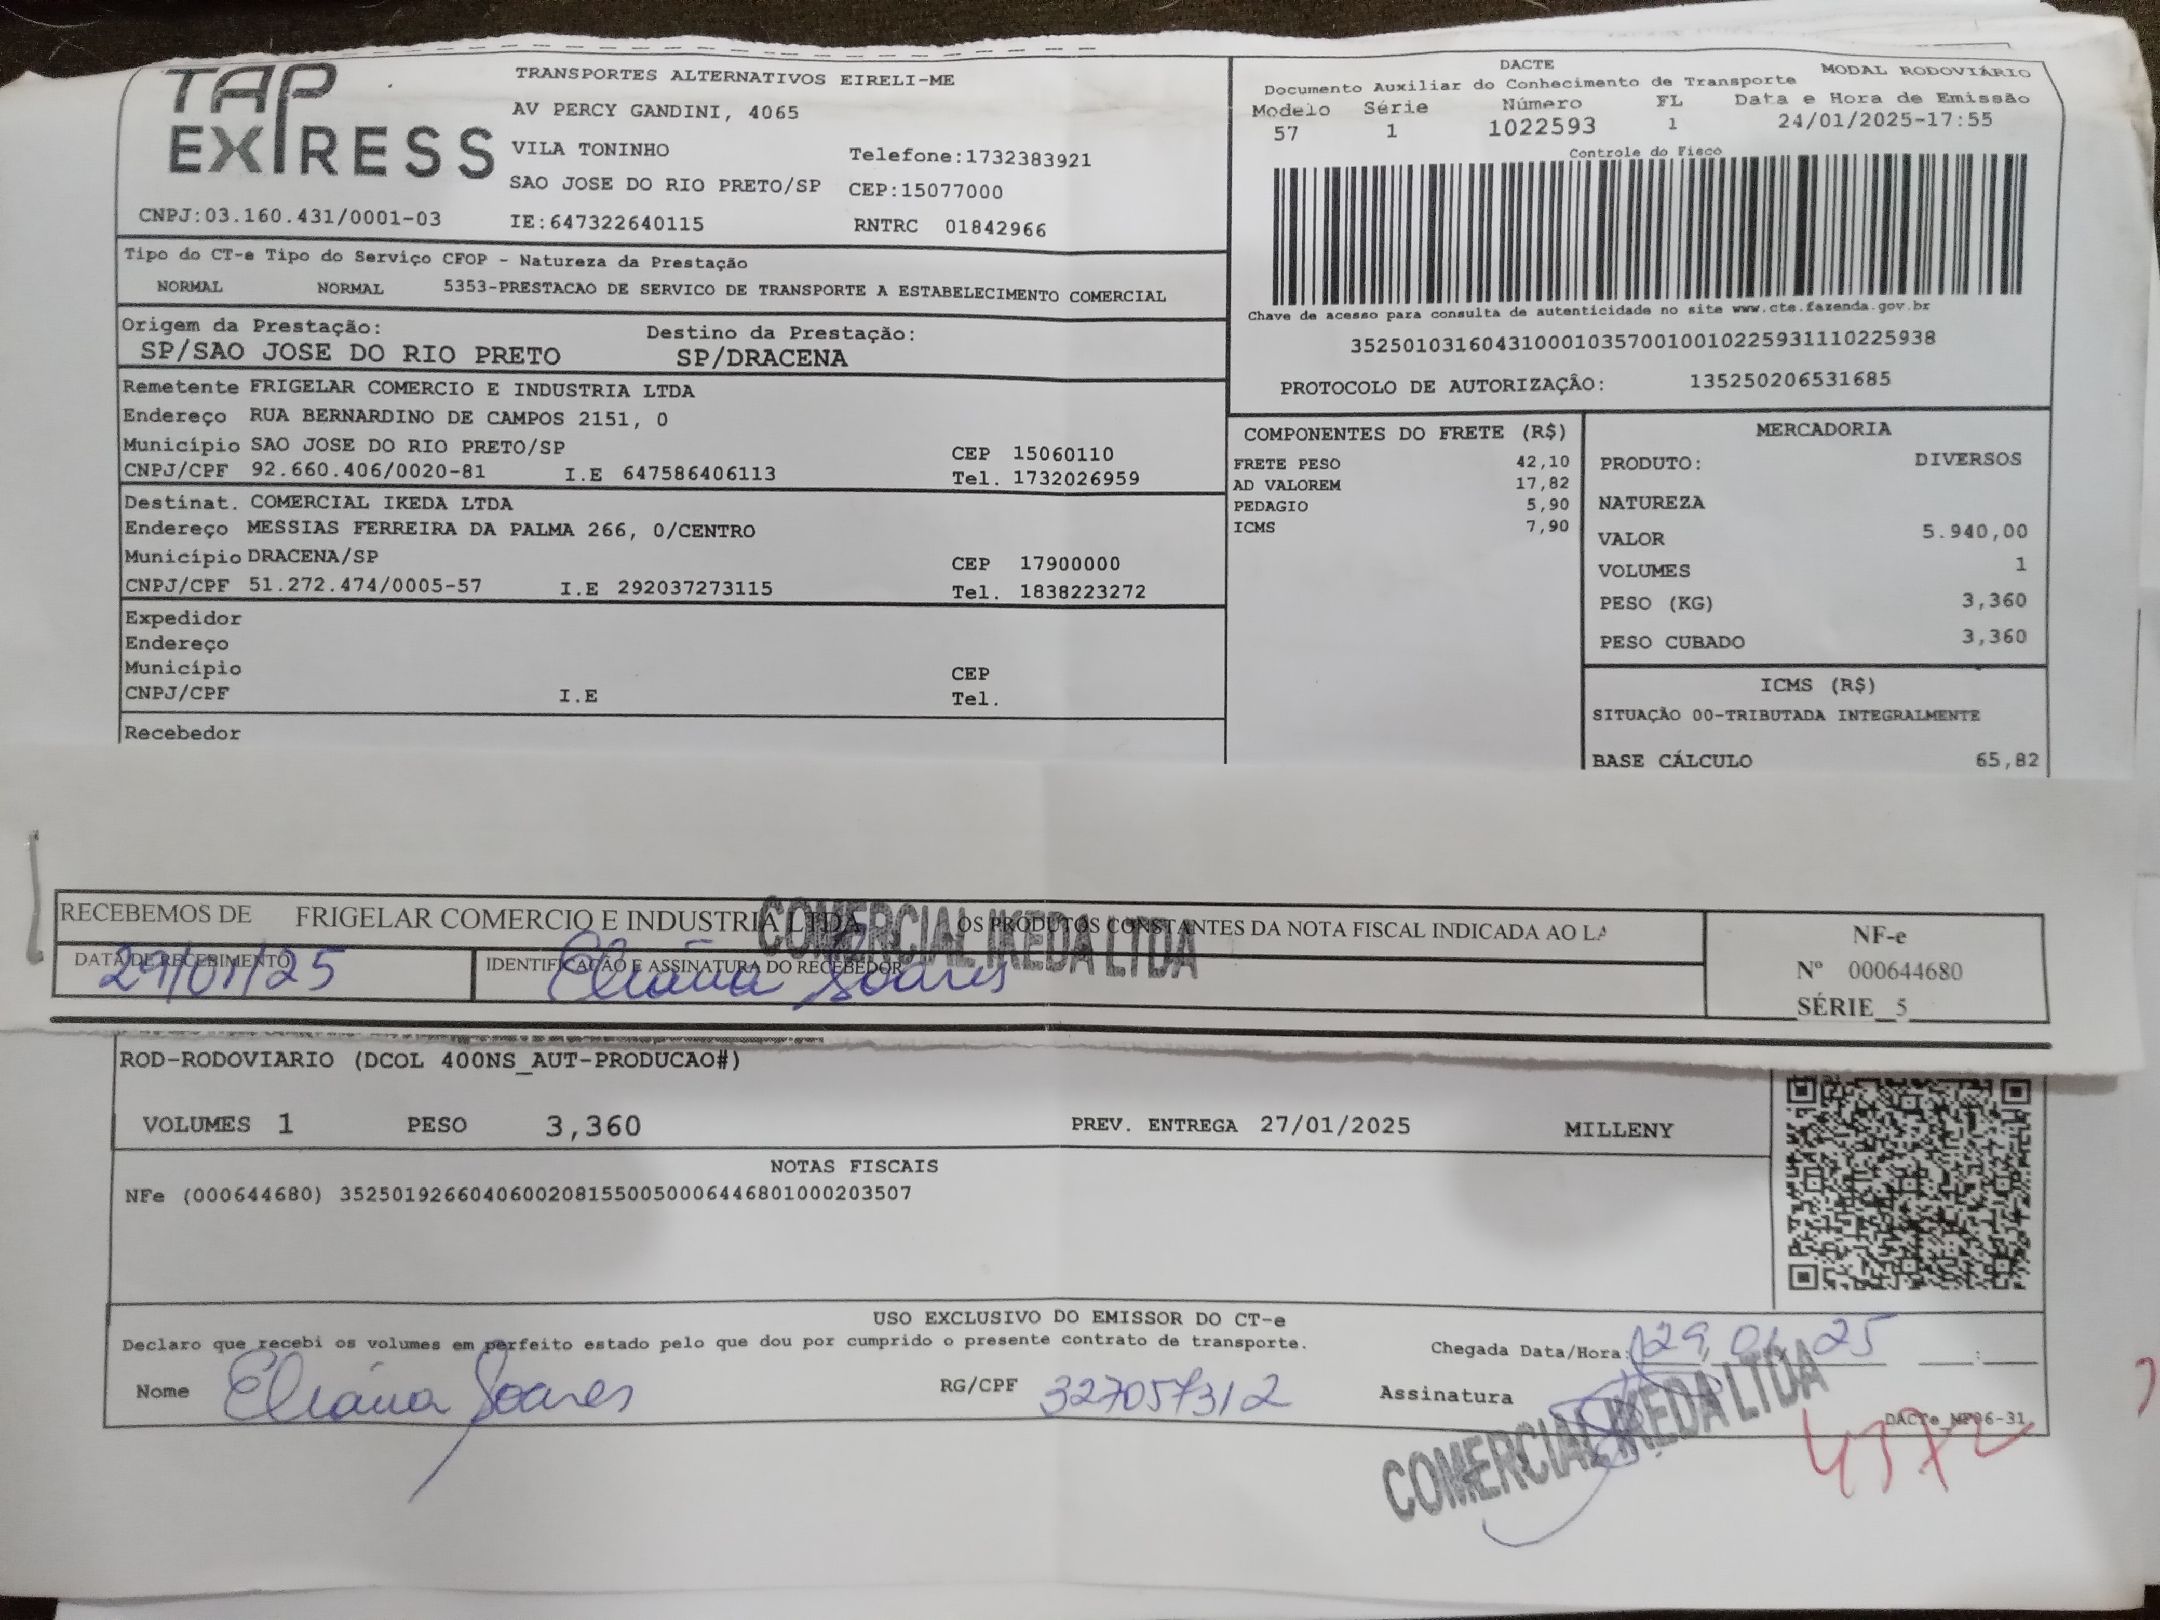 TAP EXPRESS
TRANSPORTES ALTERNATIVOS EIRELI-ME
AV PERCY GANDINI, 4065
VILA TONINHO Telefone:1732383921
SAO JOSE DO RIO PRETO/SP CEP:15077000
CNPJ:03.160.431/0001-03 IE:647322640115 RNTRC 01842966
DACTE MODAL RODOVIÁRIO
Documento Auxiliar do Conhecimento de Transporte
Modelo Série Número FL Data e Hora de Emissão
57 1 1022593 1 24/01/2025-17:55
Controle do Fisco
Chave de acesso para consulta de autenticidade no site www.cte.fazenda.gov.br
35250103160431000103570010010225931110225938
PROTOCOLO DE AUTORIZAÇÃO: 135250206531685
Tipo do CT-e Tipo do Serviço CFOP - Natureza da Prestação
NORMAL NORMAL 5353-PRESTACAO DE SERVICO DE TRANSPORTE A ESTABELECIMENTO COMERCIAL
Origem da Prestação: Destino da Prestação:
SP/SAO JOSE DO RIO PRETO SP/DRACENA
Remetente FRIGELAR COMERCIO E INDUSTRIA LTDA
Endereço RUA BERNARDINO DE CAMPOS 2151, 0
Município SAO JOSE DO RIO PRETO/SP CEP 15060110
CNPJ/CPF 92.660.406/0020-81 I.E 647586406113 Tel. 1732026959
Destinat. COMERCIAL IKEDA LTDA
Endereço MESSIAS FERREIRA DA PALMA 266, 0/CENTRO
Município DRACENA/SP CEP 17900000
CNPJ/CPF 51.272.474/0005-57 I.E 292037273115 Tel. 1838223272
Expedidor
Endereço
Município CEP
CNPJ/CPF I.E Tel.
Recebedor
COMPONENTES DO FRETE (R$)
FRETE PESO 42,10
AD VALOREM 17,82
PEDAGIO 5,90
ICMS 7,90
MERCADORIA
PRODUTO: DIVERSOS
NATUREZA
VALOR 5.940,00
VOLUMES 1
PESO (KG) 3,360
PESO CUBADO 3,360
ICMS (R$)
SITUAÇÃO 00-TRIBUTADA INTEGRALMENTE
BASE CÁLCULO 65,82
RECEBEMOS DE FRIGELAR COMERCIO E INDUSTRIA LTDA OS PRODUTOS CONSTANTES DA NOTA FISCAL INDICADA AO LA
COMERCIAL IKEDA LTDA
DATA DE RECEBIMENTO IDENTIFICAÇÃO E ASSINATURA DO RECEBEDOR
29/01/25 Eliana Soares
NF-e
Nº 000644680
SÉRIE 5
ROD-RODOVIARIO (DCOL 400NS_AUT-PRODUCAO#)
VOLUMES 1 PESO 3,360 PREV. ENTREGA 27/01/2025 MILLENY
NOTAS FISCAIS
NFe (000644680) 35250192660406002081550050006446801000203507
USO EXCLUSIVO DO EMISSOR DO CT-e
Declaro que recebi os volumes em perfeito estado pelo que dou por cumprido o presente contrato de transporte.
Chegada Data/Hora: 29 01 25 __:__
Nome Eliana Soares RG/CPF 327057312 Assinatura
COMERCIAL IKEDA LTDA
4372